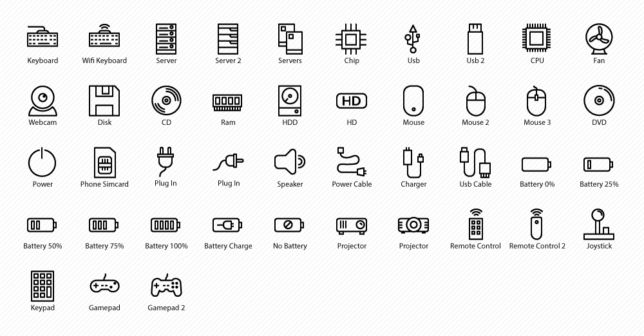 Keyboard Wifi Keyboard Server Server 2 Servers Chip Usb Usb 2 CPU Fan
HD
Webcam Disk CD Ram HDD HD Mouse Mouse 2 Mouse 3 DVD
Power Phone Simcard Plug In Plug In Speaker Power Cable Charger Usb Cable Battery 0% Battery 25%
Battery 50% Battery 75% Battery 100% Battery Charge No Battery Projector Projector Remote Control Remote Control 2 Joystick
Keypad Gamepad Gamepad 2